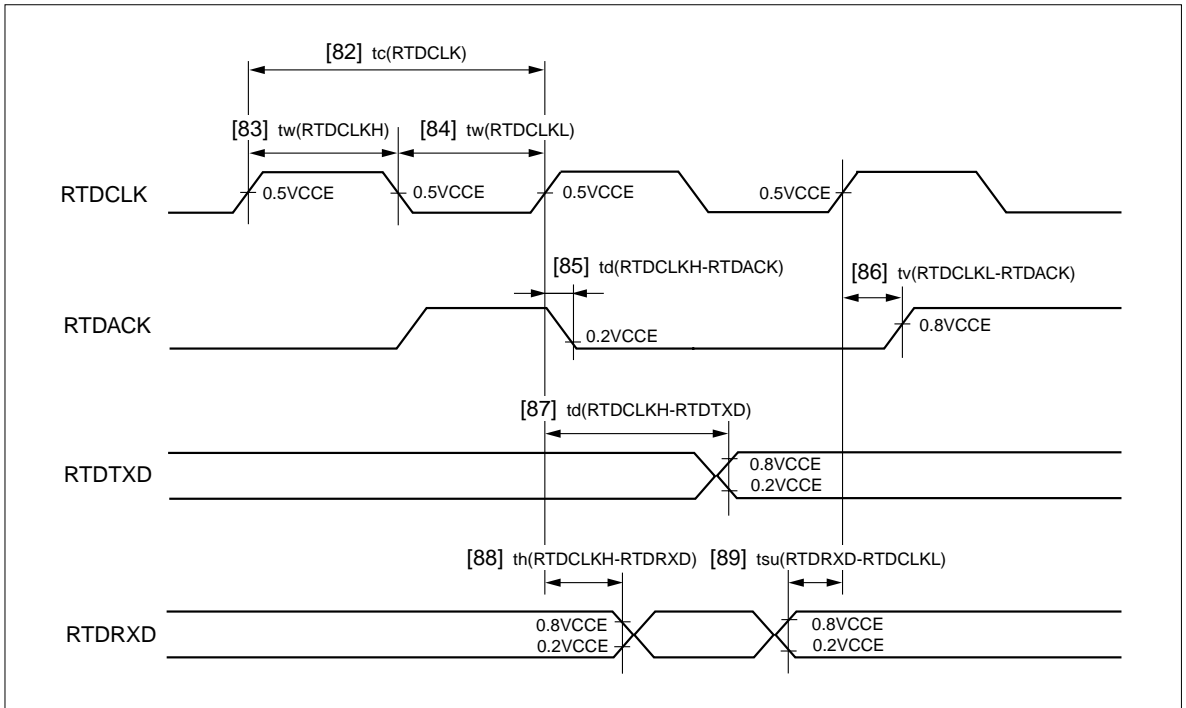 [82] tc(RTDCLK)
[83] tw(RTDCLKH) [84] tw(RTDCLKL)
RTDCLK 0.5VCCE 0.5VCCE 0.5VCCE 0.5VCCE
[85] td(RTDCLKH-RTDACK) [86] tv(RTDCLKL-RTDACK)
RTDACK 0.2VCCE 0.8VCCE
[87] td(RTDCLKH-RTDTXD)
RTDTXD 0.8VCCE
0.2VCCE
[88] th(RTDCLKH-RTDRXD) [89] tsu(RTDRXD-RTDCLKL)
RTDRXD 0.8VCCE 0.8VCCE
0.2VCCE 0.2VCCE